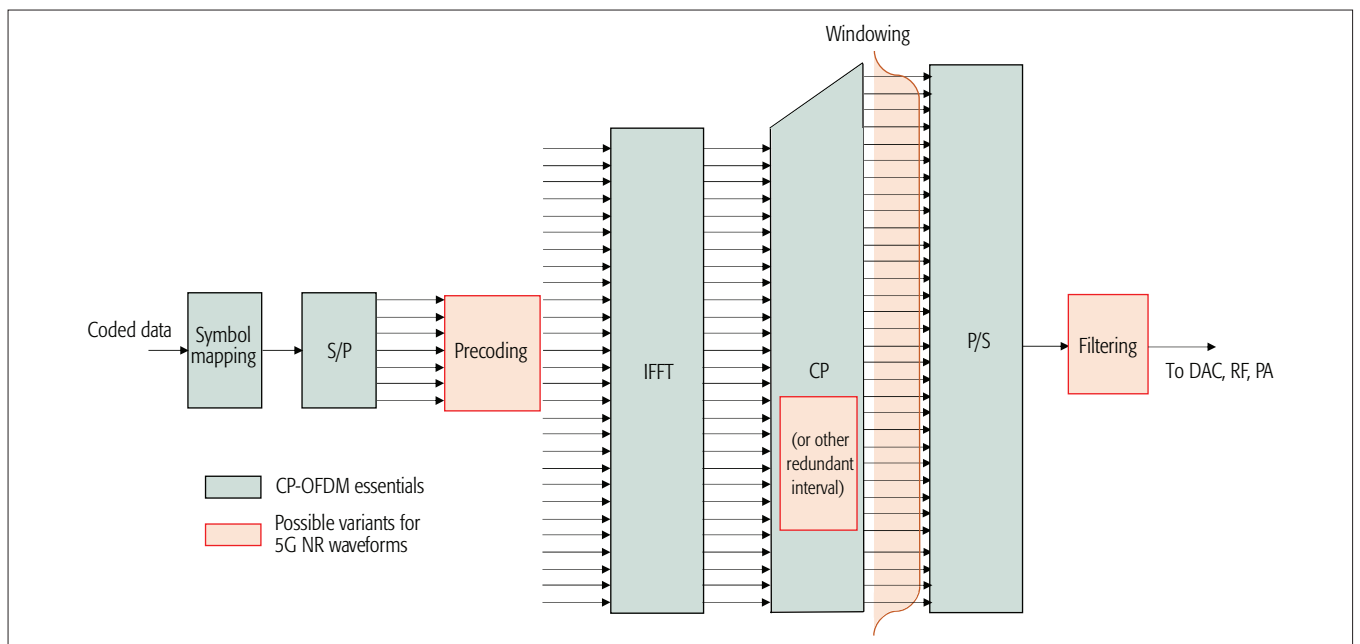 Windowing
Coded data
Symbol
mapping
S/P
Precoding
IFFT
CP
(or other
redundant
interval)
P/S
Filtering
To DAC, RF, PA
CP-OFDM essentials
Possible variants for
5G NR waveforms